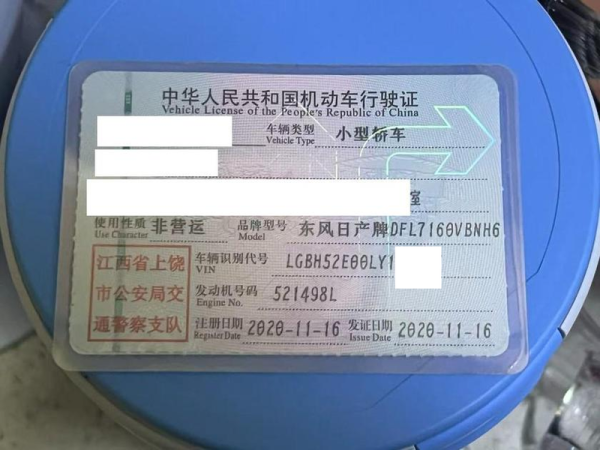 中华人民共和国机动车行驶证
Vehicle License of the People's Republic of China
车辆类型 小型轿车
Vehicle Type
室
使用性质 非营运 品牌型号 东风日产牌DFL7160VBNH6
Use Character Model
江西省上饶
市公安局交
通警察支队
车辆识别代号 LGBH52E00LY1
VIN
发动机号码 521498L
Engine No.
注册日期 2020-11-16 发证日期 2020-11-16
Register Date Issue Date